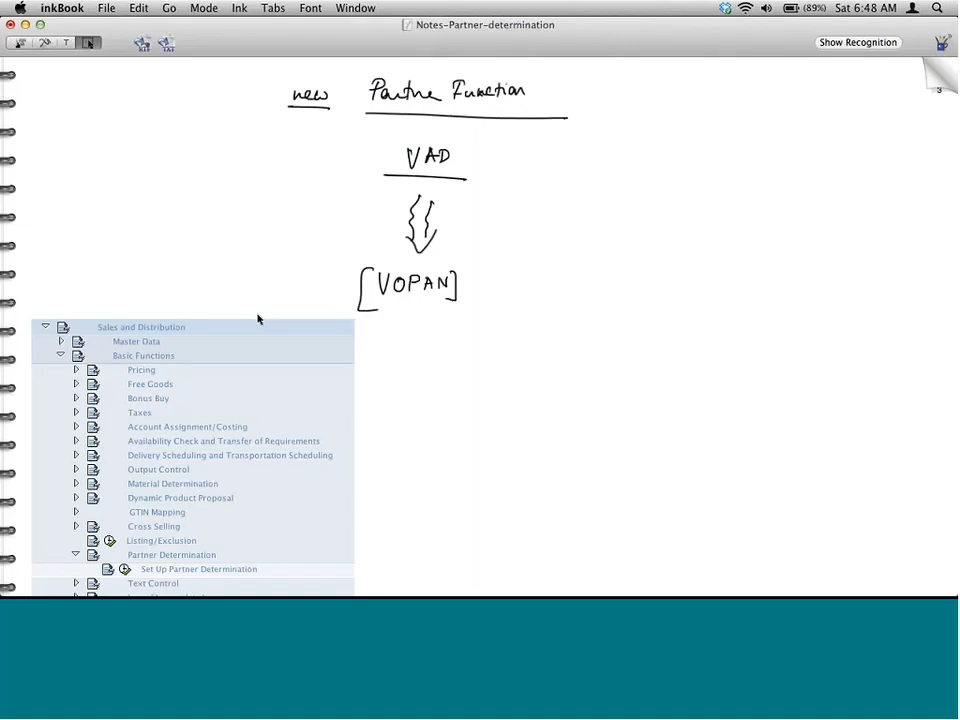 inkBook File Edit Go Mode Ink Tabs Font Window (89%) Sat 6:48 AM
Notes-Partner-determination
T Show Recognition
3
new Partner Function
VAD
[VOPAN]
Sales and Distribution
Master Data
Basic Functions
Pricing
Free Goods
Bonus Buy
Taxes
Account Assignment/Costing
Availability Check and Transfer of Requirements
Delivery Scheduling and Transportation Scheduling
Output Control
Material Determination
Dynamic Product Proposal
GTIN Mapping
Cross Selling
Listing/Exclusion
Partner Determination
Set Up Partner Determination
Text Control